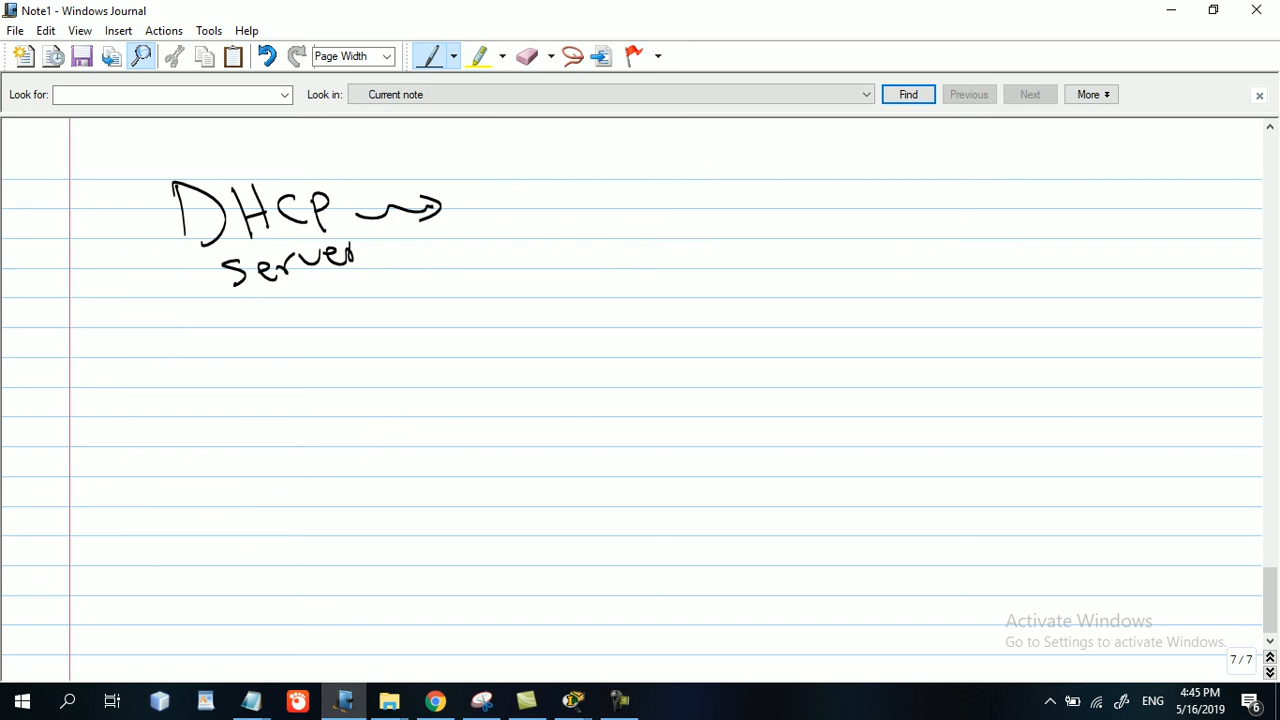 Note1 - Windows Journal
File Edit View Insert Actions Tools Help
Page Width
Look for: Look in: Current note Find Previous Next More
DHCP
server
Activate Windows
Go to Settings to activate Windows.
7 / 7
ENG 4:45 PM
5/16/2019 6